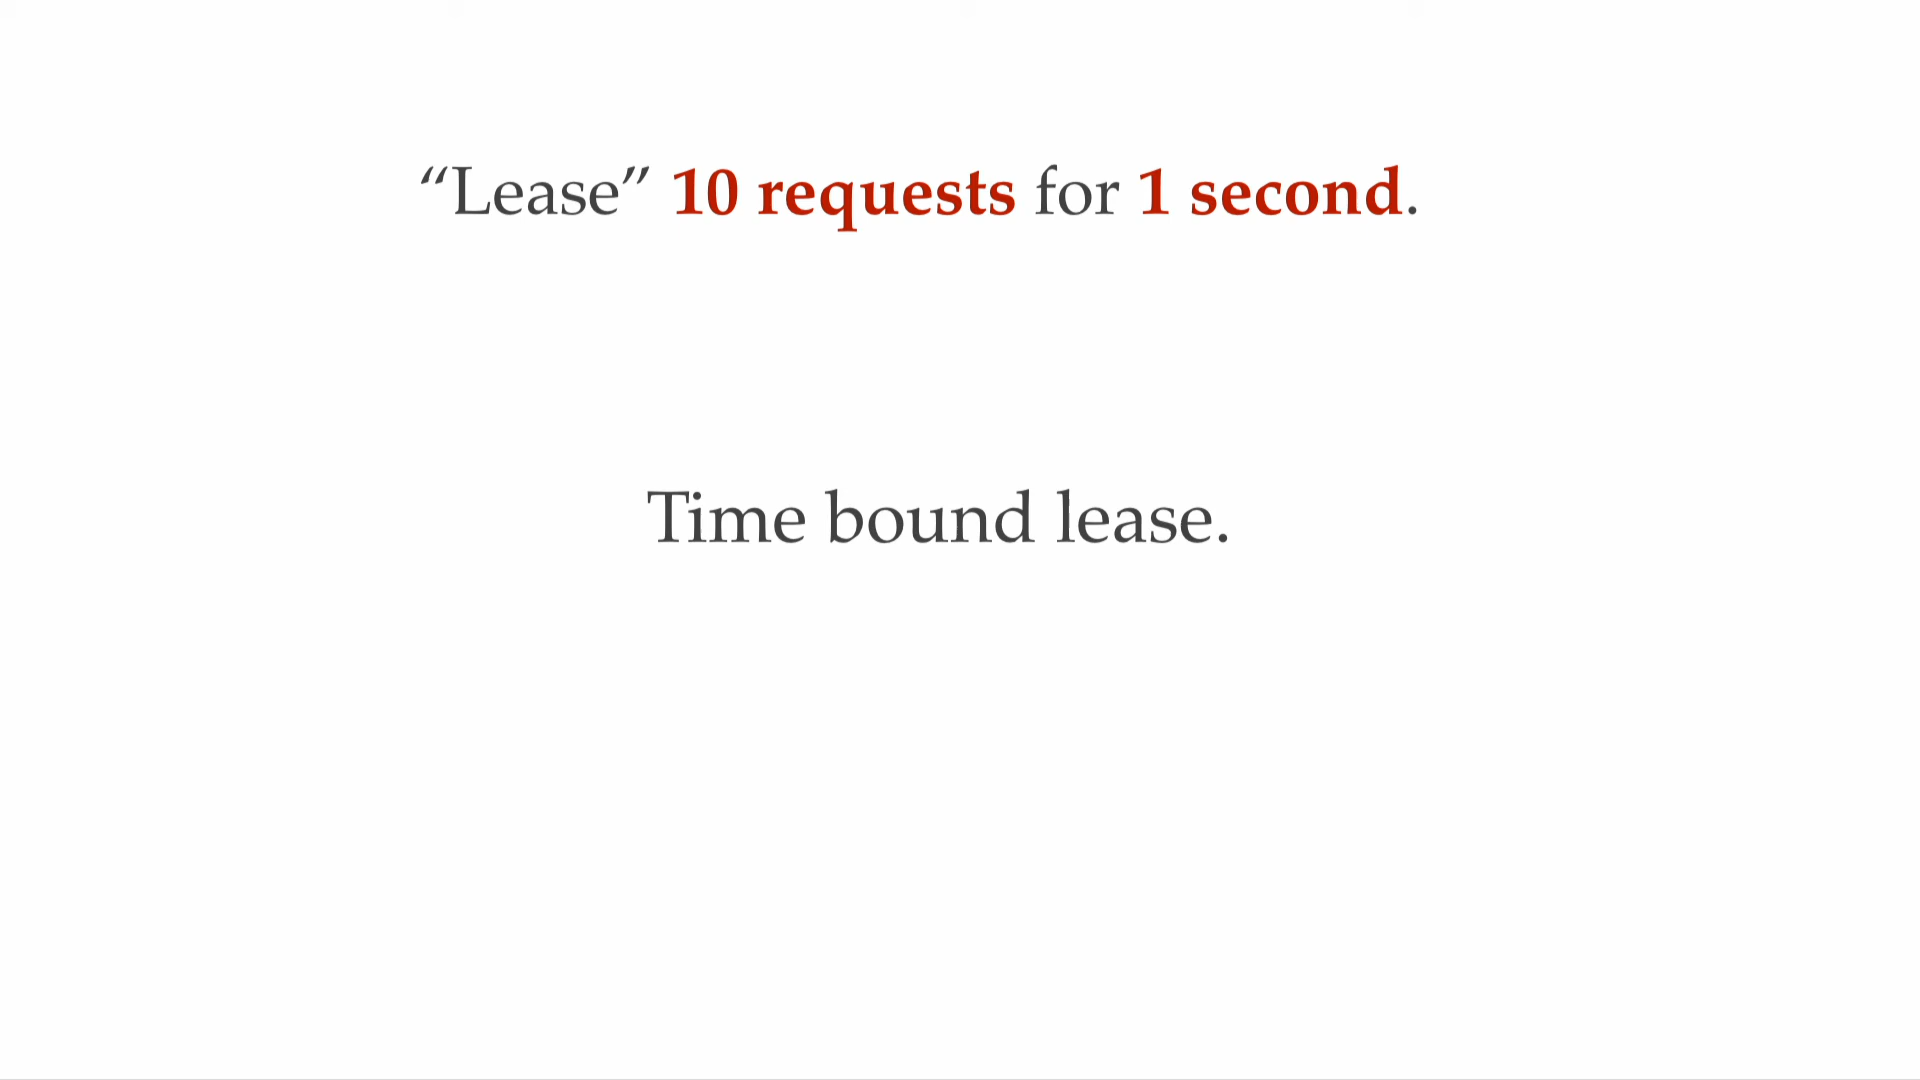 “Lease” 10 requests for 1 second.
Time bound lease.